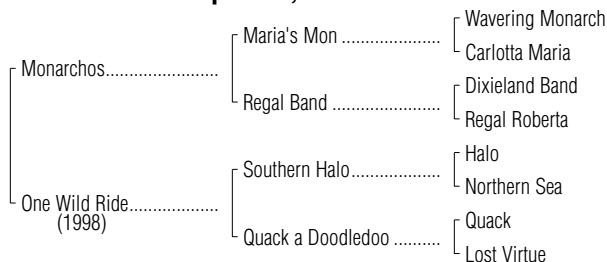 Wavering Monarch
Maria's Mon ....................
Carlotta Maria
Monarchos.......................
Dixieland Band
Regal Band ......................
Regal Roberta
Halo
Southern Halo..................
Northern Sea
One Wild Ride..................
(1998)
Quack
Quack a Doodledoo ..........
Lost Virtue